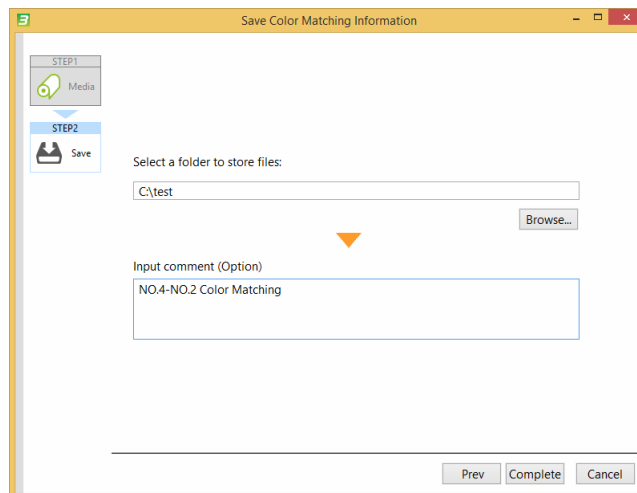 Save Color Matching Information
STEP1
Media
STEP2
Save
Select a folder to store files:
C:\test
Browse...
Input comment (Option)
NO.4-NO.2 Color Matching
Prev Complete Cancel